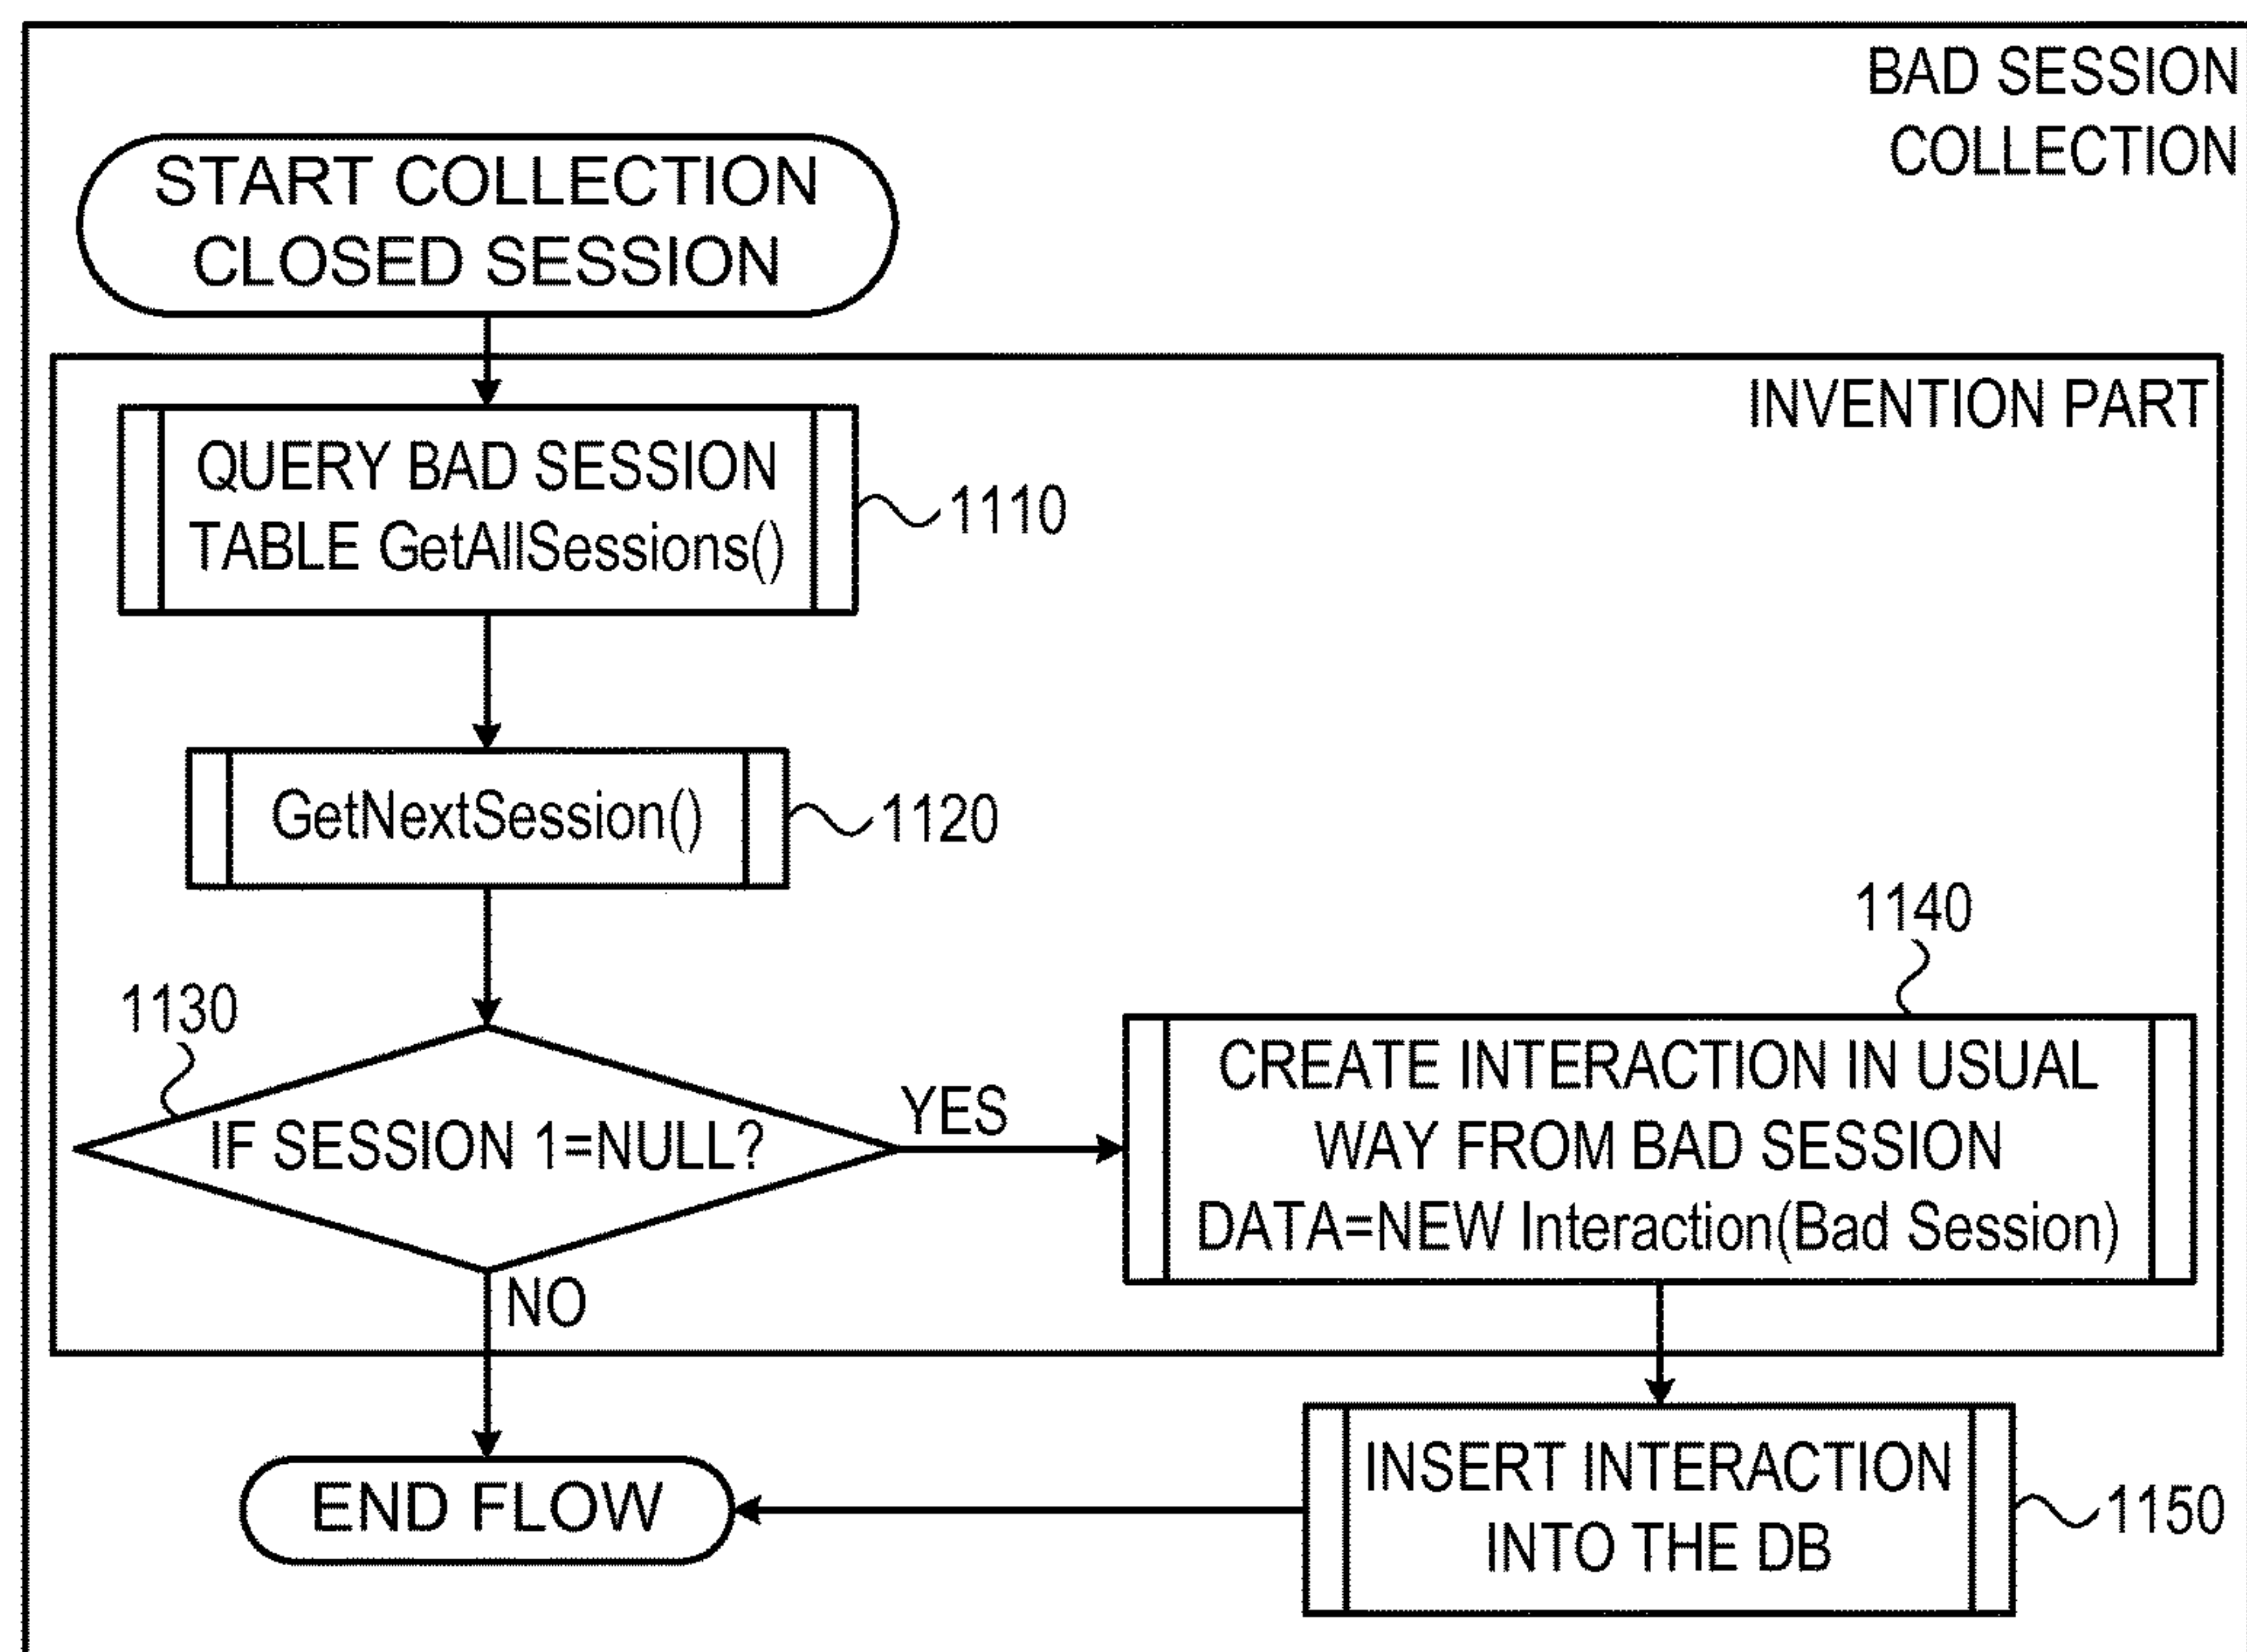 BAD SESSION
COLLECTION
START COLLECTION
CLOSED SESSION
INVENTION PART
QUERY BAD SESSION
TABLE GetAllSessions()
1110
GetNextSession()
1120
1130
IF SESSION 1=NULL?
YES
NO
1140
CREATE INTERACTION IN USUAL
WAY FROM BAD SESSION
DATA=NEW Interaction(Bad Session)
INSERT INTERACTION
INTO THE DB
1150
END FLOW